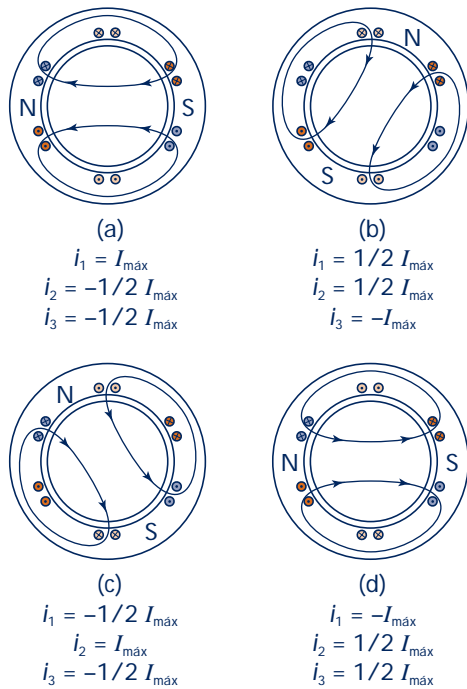 N S
N
S
(a)
i₁ = Iₘáₓ
i₂ = –1/2 Iₘáₓ
i₃ = –1/2 Iₘáₓ
(b)
i₁ = 1/2 Iₘáₓ
i₂ = 1/2 Iₘáₓ
i₃ = –Iₘáₓ
N
S
N S
(c)
i₁ = –1/2 Iₘáₓ
i₂ = Iₘáₓ
i₃ = –1/2 Iₘáₓ
(d)
i₁ = –Iₘáₓ
i₂ = 1/2 Iₘáₓ
i₃ = 1/2 Iₘáₓ